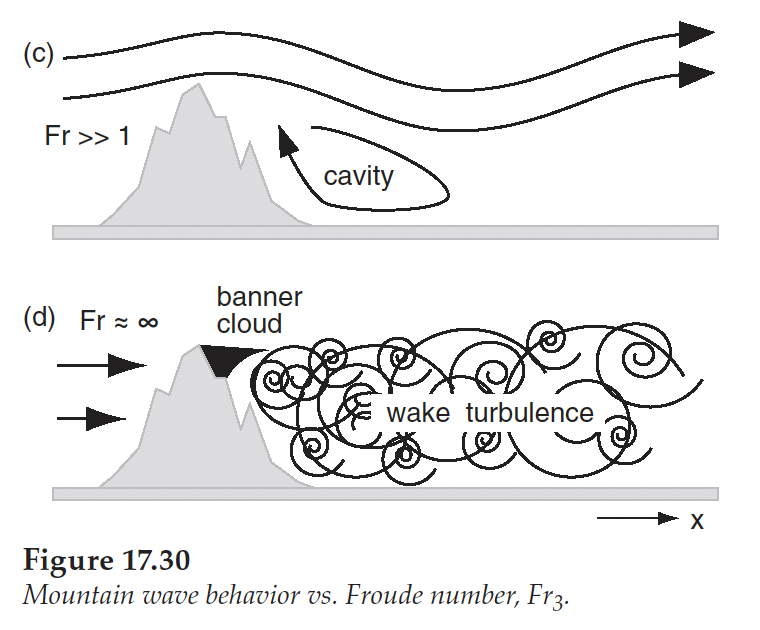 (c)
Fr >> 1
cavity
(d) Fr ≈ ∞
banner
cloud
wake turbulence
x
Figure 17.30
Mountain wave behavior vs. Froude number, Fr₃.